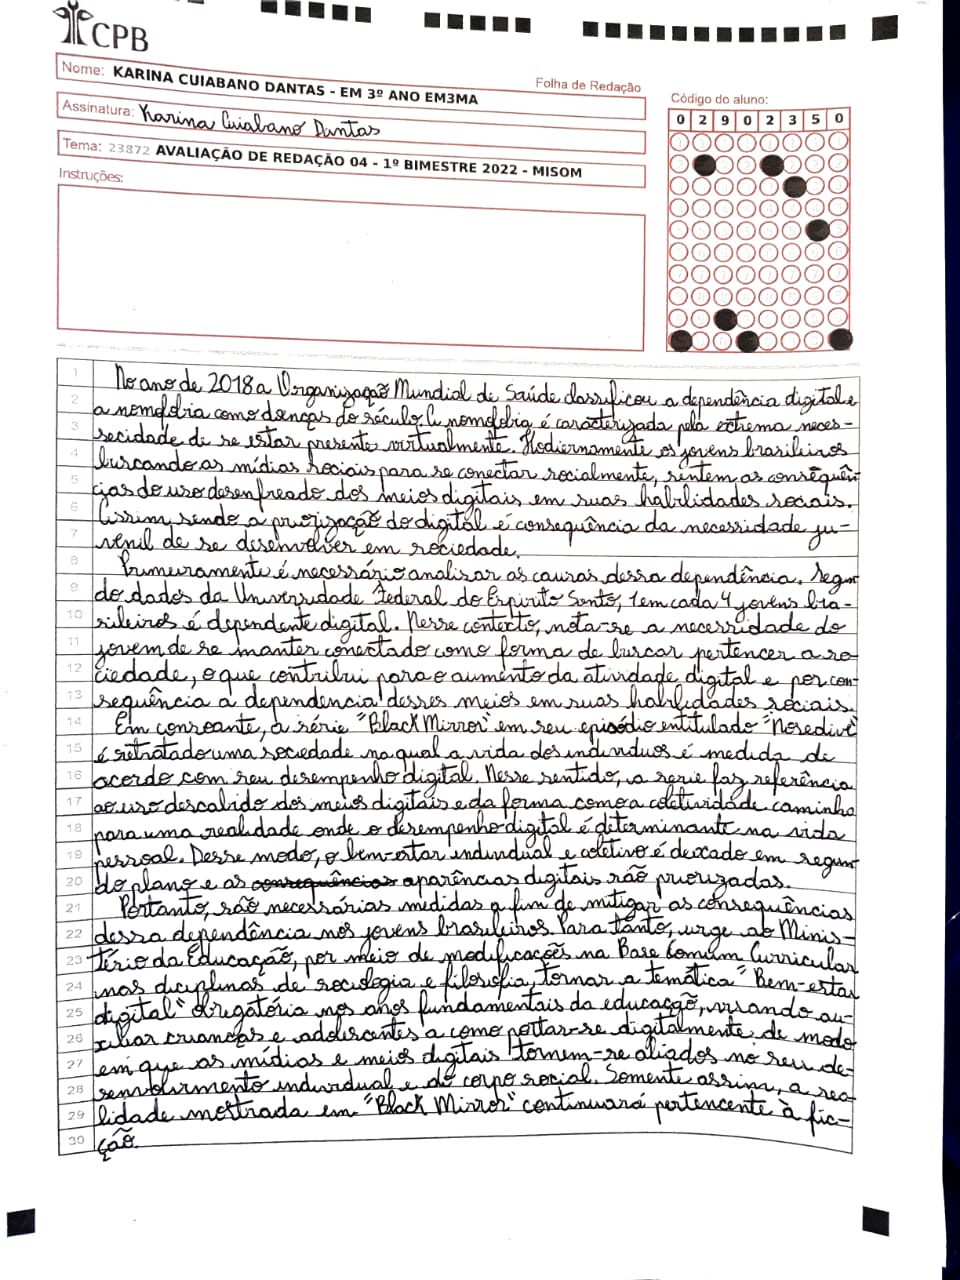 CPB
Folha de Redação
Nome: KARINA CUIABANO DANTAS - EM 3º ANO EM3MA
Assinatura: Karina Cuiabano Dantas
Tema: 23872 AVALIAÇÃO DE REDAÇÃO 04 - 1º BIMESTRE 2022 - MISOM
Instruções:
Código do aluno:
0 2 9 0 2 3 5 0
1 No ano de 2018 a Organização Mundial de Saúde classificou a dependência digital e
2 a nomofobia como doenças do século. A nomofobia é caracterizada pela extrema neces-
3 secidade de se estar presente virtualmente. Hodiernamente os jovens brasileiros
4 buscando as mídias sociais para se conectar socialmente, sentem as consequên
5 cias do uso desenfreado dos meios digitais, em suas habilidades sociais.
6 Assim sendo a priorização do digital é consequência da necessidade ju-
7 venil de se desenvolver em sociedade.
8 Primeiramente é necessário analisar as causas dessa dependência. Segun
9 do dados da Universidade Federal do Espirito Santo, 1 em cada 4 jovens bra-
10 sileiros é dependente digital. Nesse contexto, nota-se a necessidade do
11 jovem de se manter conectado como forma de buscar pertencer a so
12 ciedade, o que contribui para o aumento da atividade digital e por con-
13 sequência a dependencia desses meios em suas habilidades sociais.
14 Em consoante, a série "Black Mirror" em seu episódio entitulado "Nosedive"
15 é retratado uma sociedade na qual a vida dos individuos é medida de
16 acordo com seu desempenho digital. Nesse sentido, a serie faz referência
17 ao uso descabido dos meios digitais e da forma como a coletividade caminha
18 para uma realidade onde o desempenho digital é determinante na vida
19 pessoal. Desse modo, o bem-estar individual e coletivo é deixado em segun
20 do plano e as consequências aparências digitais são priorizadas.
21 Portanto, são necessárias medidas a fim de mitigar as consequências
22 dessa dependência nos jovens brasileiros. Para tanto, urge ao Minis-
23 tério da Educação, por meio de modificações na Base Comum Curricular
24 nas diciplinas de sociologia e filosofia, tornar a temática "Bem-estar
25 digital" obrigatória nos anos fundamentais da educação, visando au-
26 xiliar crianças e adolescentes a como portar-se digitalmente, de modo
27 em que as mídias e meios digitais tornem-se aliados no seu de-
28 senvolvimento individual e do corpo social. Somente assim, a rea
29 lidade mostrada em "Black Mirror" continuará pertencente à fic-
30 ção.